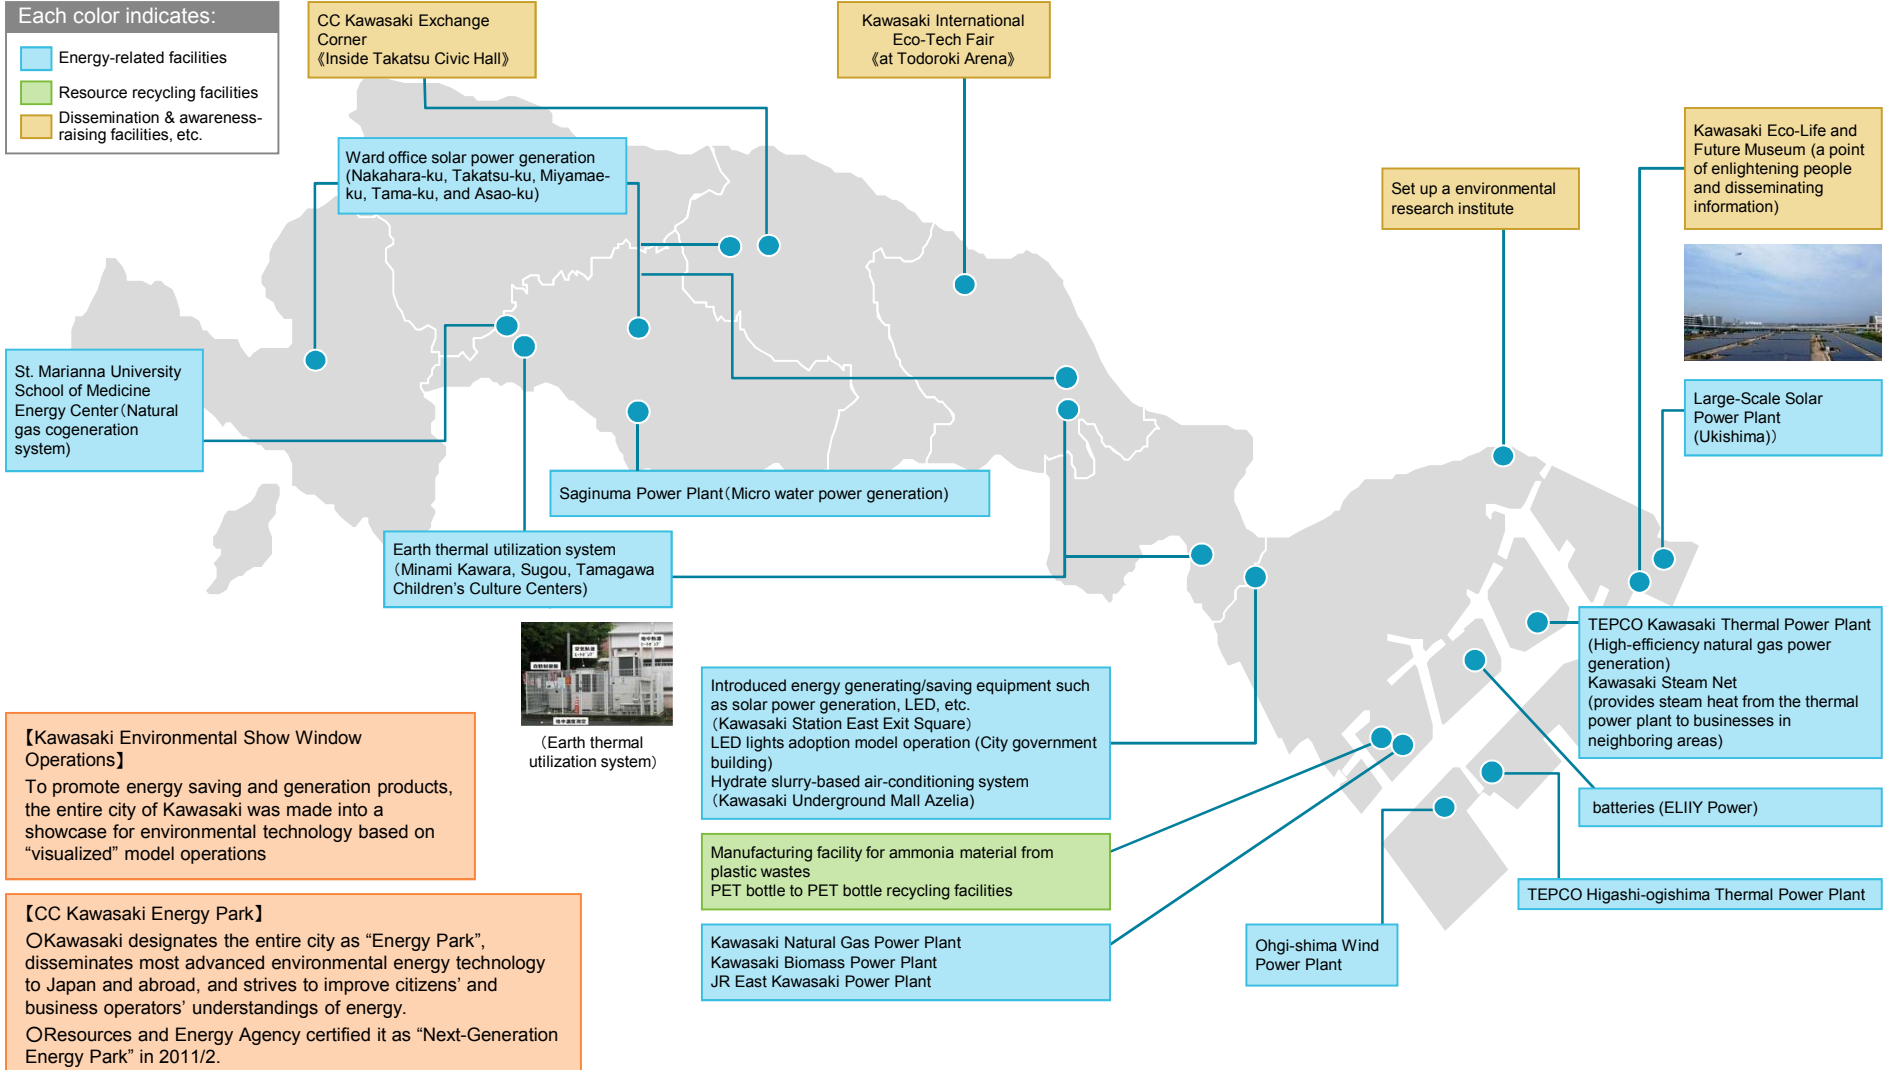 Each color indicates:
Energy-related facilities
Resource recycling facilities
Dissemination & awareness-
raising facilities, etc.
CC Kawasaki Exchange
Corner
《Inside Takatsu Civic Hall》
Kawasaki International
Eco-Tech Fair
《at Todoroki Arena》
Ward office solar power generation
(Nakahara-ku, Takatsu-ku, Miyamae-
ku, Tama-ku, and Asao-ku)
Set up a environmental
research institute
Kawasaki Eco-Life and
Future Museum (a point
of enlightening people
and disseminating
information)
St. Marianna University
School of Medicine
Energy Center（Natural
gas cogeneration
system)
Large-Scale Solar
Power Plant
(Ukishima)）
Saginuma Power Plant（Micro water power generation)
Earth thermal utilization system
（Minami Kawara, Sugou, Tamagawa
Children’s Culture Centers)
（Earth thermal
utilization system）
TEPCO Kawasaki Thermal Power Plant
(High-efficiency natural gas power
generation)
Kawasaki Steam Net
(provides steam heat from the thermal
power plant to businesses in
neighboring areas)
Introduced energy generating/saving equipment such
as solar power generation, LED, etc.
（Kawasaki Station East Exit Square）
LED lights adoption model operation (City government
building)
Hydrate slurry-based air-conditioning system
（Kawasaki Underground Mall Azelia）
batteries (ELIIY Power)
Manufacturing facility for ammonia material from
plastic wastes
PET bottle to PET bottle recycling facilities
TEPCO Higashi-ogishima Thermal Power Plant
Kawasaki Natural Gas Power Plant
Kawasaki Biomass Power Plant
JR East Kawasaki Power Plant
Ohgi-shima Wind
Power Plant
【Kawasaki Environmental Show Window
Operations】
To promote energy saving and generation products,
the entire city of Kawasaki was made into a
showcase for environmental technology based on
“visualized” model operations
【CC Kawasaki Energy Park】
〇Kawasaki designates the entire city as “Energy Park”,
disseminates most advanced environmental energy technology
to Japan and abroad, and strives to improve citizens’ and
business operators’ understandings of energy.
〇Resources and Energy Agency certified it as “Next-Generation
Energy Park” in 2011/2.